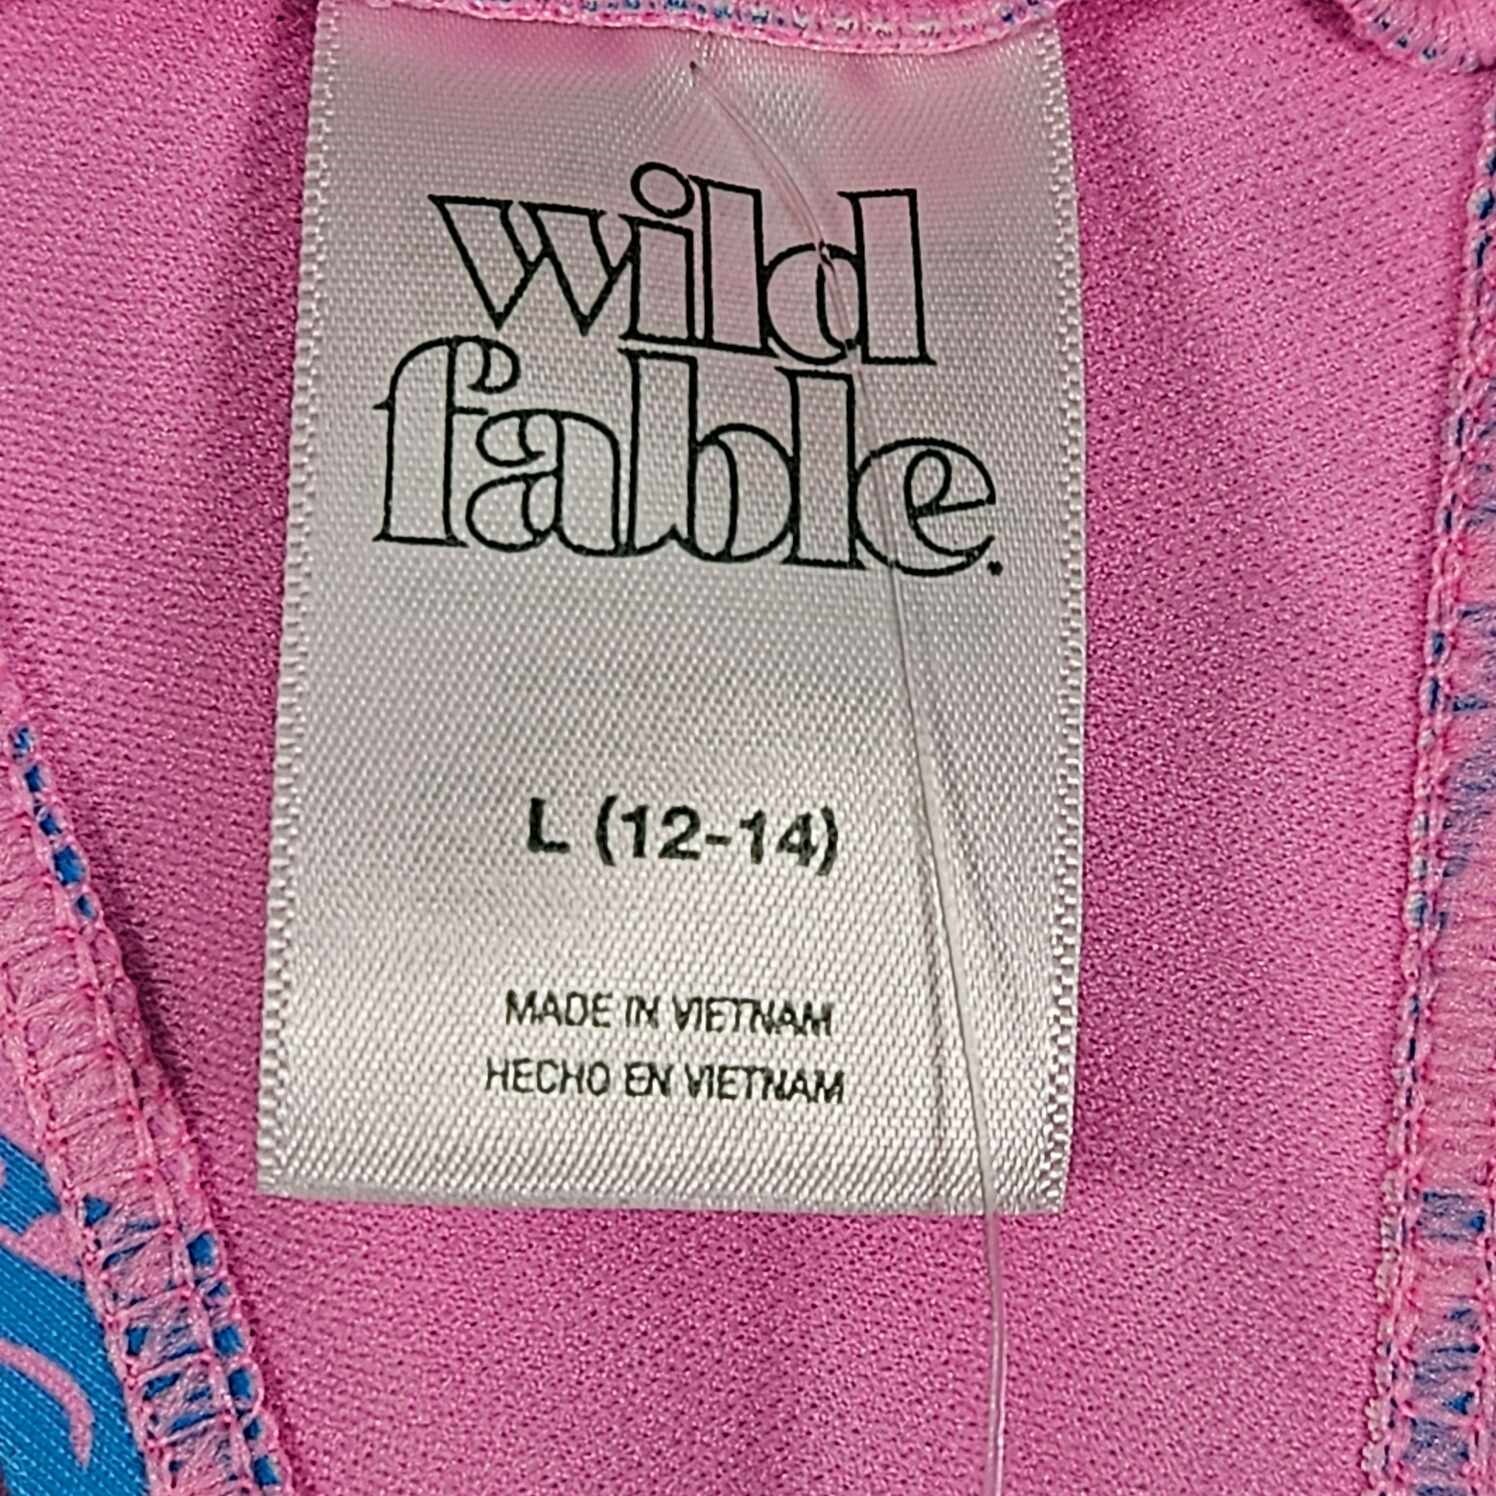 wild
fable.
L (12-14)
MADE IN VIETNAM
HECHO EN VIETNAM